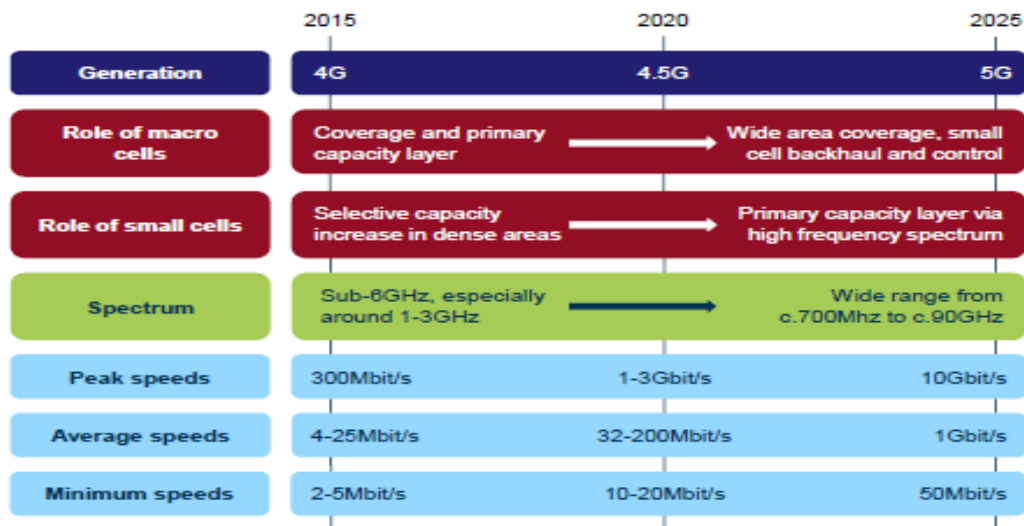 2015 2020 2025
Generation 4G 4.5G 5G
Role of macro
cells
Coverage and primary
capacity layer
Wide area coverage, small
cell backhaul and control
Role of small cells
Selective capacity
increase in dense areas
Primary capacity layer via
high frequency spectrum
Spectrum
Sub-6GHz, especially
around 1-3GHz
Wide range from
c.700Mhz to c.90GHz
Peak speeds 300Mbit/s 1-3Gbit/s 10Gbit/s
Average speeds 4-25Mbit/s 32-200Mbit/s 1Gbit/s
Minimum speeds 2-5Mbit/s 10-20Mbit/s 50Mbit/s